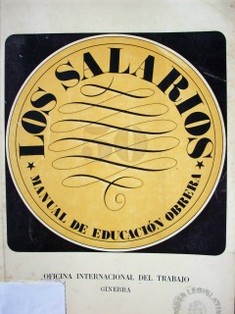 LOS SALARIOS
★ MANUAL DE EDUCACIÓN OBRERA ★
OFICINA INTERNACIONAL DEL TRABAJO
GINEBRA